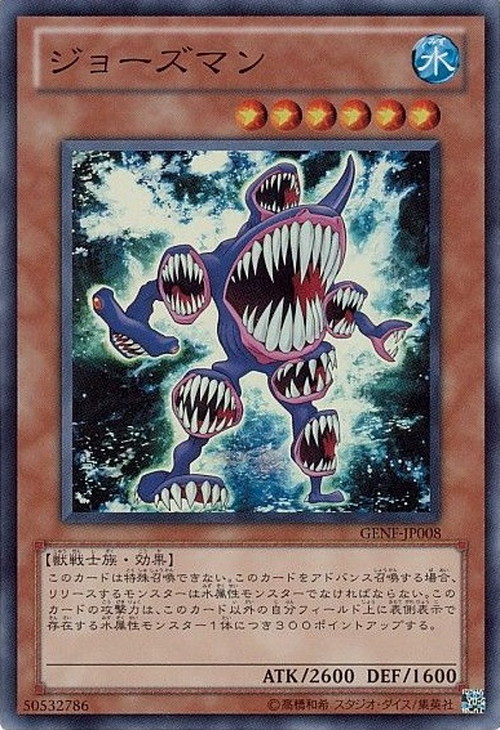 ジョーズマン
水
GENF-JP008
【獣戦士族・効果】
このカードは特殊召喚できない。このカードをアドバンス召喚する場合、
リリースするモンスターは水属性モンスターでなければならない。この
カードの攻撃力は、このカード以外の自分フィールド上に表側表示で
存在する水属性モンスター1体につき300ポイントアップする。
ATK/2600 DEF/1600
50532786
©高橋和希 スタジオ・ダイス/集英社